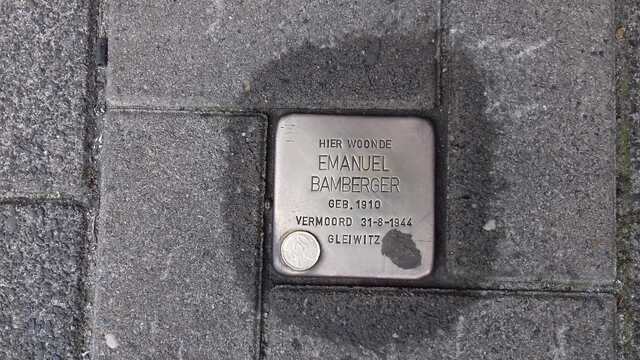 HIER WOONDE
EMANUEL
BAMBERGER
GEB. 1910
VERMOORD 31-8-1944
GLEIWITZ